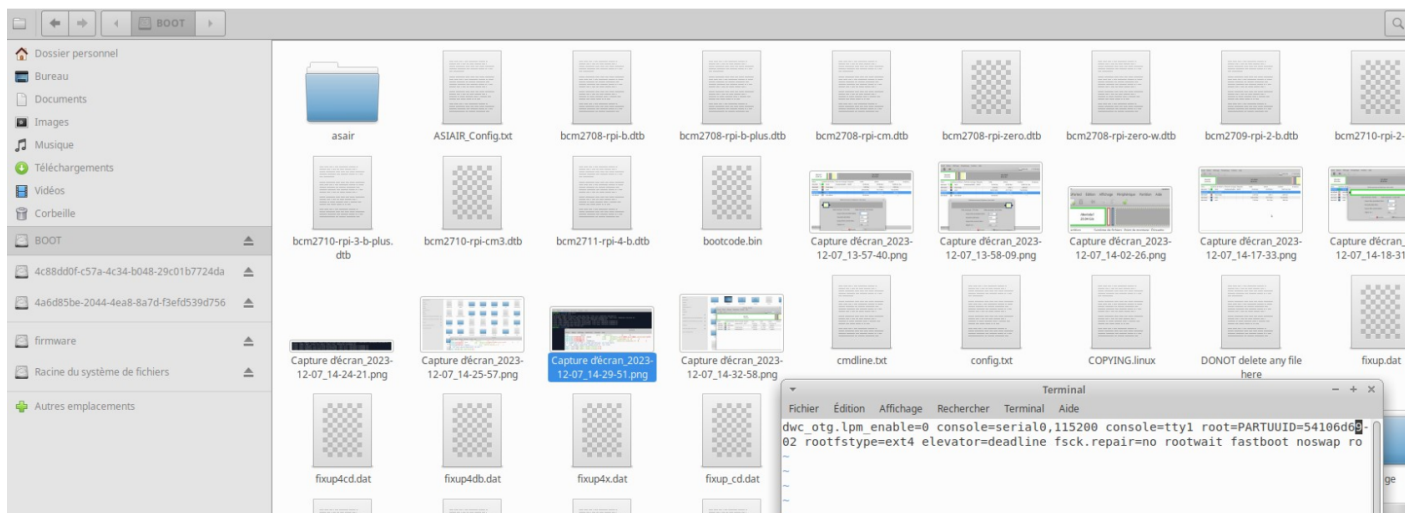 BOOT
Dossier personnel
Bureau
Documents
Images
Musique
Téléchargements
Vidéos
Corbeille
BOOT
4c88dd0f-c57a-4c34-b048-29c01b7724da
4a6d85be-2044-4ea8-8a7d-f3efd539d756
firmware
Racine du système de fichiers
Autres emplacements
asair
ASIAIR_Config.txt
bcm2708-rpi-b.dtb
bcm2708-rpi-b-plus.dtb
bcm2708-rpi-cm.dtb
bcm2708-rpi-zero.dtb
bcm2708-rpi-zero-w.dtb
bcm2709-rpi-2-b.dtb
bcm2710-rpi-2-
bcm2710-rpi-3-b-plus.
dtb
bcm2710-rpi-cm3.dtb
bcm2711-rpi-4-b.dtb
bootcode.bin
Capture d'écran_2023-
12-07_13-57-40.png
Capture d'écran_2023-
12-07_13-58-09.png
Capture d'écran_2023-
12-07_14-02-26.png
Capture d'écran_2023-
12-07_14-17-33.png
Capture d'écran_
12-07_14-18-31
Capture d'écran_2023-
12-07_14-24-21.png
Capture d'écran_2023-
12-07_14-25-57.png
Capture d'écran_2023-
12-07_14-29-51.png
Capture d'écran_2023-
12-07_14-32-58.png
cmdline.txt
config.txt
COPYING.linux
DONOT delete any file
here
fixup.dat
fixup4cd.dat
fixup4db.dat
fixup4x.dat
fixup_cd.dat
ge
Terminal
Fichier Édition Affichage Rechercher Terminal Aide
dwc_otg.lpm_enable=0 console=serial0,115200 console=tty1 root=PARTUUID=54106d69-
02 rootfstype=ext4 elevator=deadline fsck.repair=no rootwait fastboot noswap ro
~
~
~
~